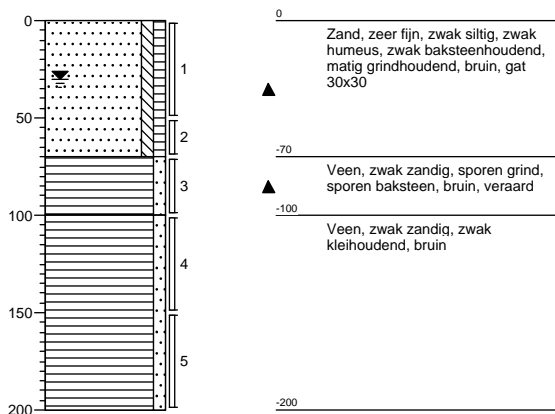 0
50
100
150
200
1
2
3
4
5
0
Zand, zeer fijn, zwak siltig, zwak
humeus, zwak baksteenhoudend,
matig grindhoudend, bruin, gat
30x30
-70
Veen, zwak zandig, sporen grind,
sporen baksteen, bruin, veraard
-100
Veen, zwak zandig, zwak
kleihoudend, bruin
-200